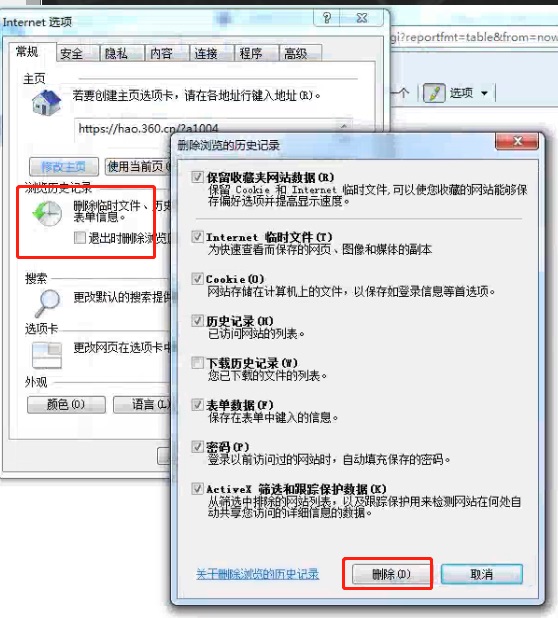 Internet 选项
gi?reportfmt=table&from=now
常规
安全
隐私
内容
连接
程序
高级
一个
选项
主页
若要创建主页选项卡，请在各地址行键入地址(R)。
https://hao.360.cn/?a1004
修改主页
使用当前页(
浏览历史记录
删除临时文件、历史
表单信息。
退出时删除浏览
搜索
更改默认的搜索提供
选项卡
更改网页在选项卡中
外观
颜色(O)
语言(L)
删除浏览的历史记录
保留收藏夹网站数据(R)
保留 Cookie 和 Internet 临时文件,可以使您收藏的网站能够保
存偏好选项并提高显示速度。
Internet 临时文件(T)
为快速查看而保存的网页、图像和媒体的副本
Cookie(O)
网站存储在计算机上的文件，以保存如登录信息等首选项。
历史记录(H)
已访问网站的列表。
下载历史记录(W)
您已下载的文件的列表。
表单数据(F)
保存在表单中键入的信息。
密码(P)
登录以前访问过的网站时，自动填充保存的密码。
ActiveX 筛选和跟踪保护数据(K)
从筛选中排除的网站列表，以及跟踪保护用来检测网站在何处自
动共享您访问的详细信息的数据。
关于删除浏览的历史记录
删除(D)
取消